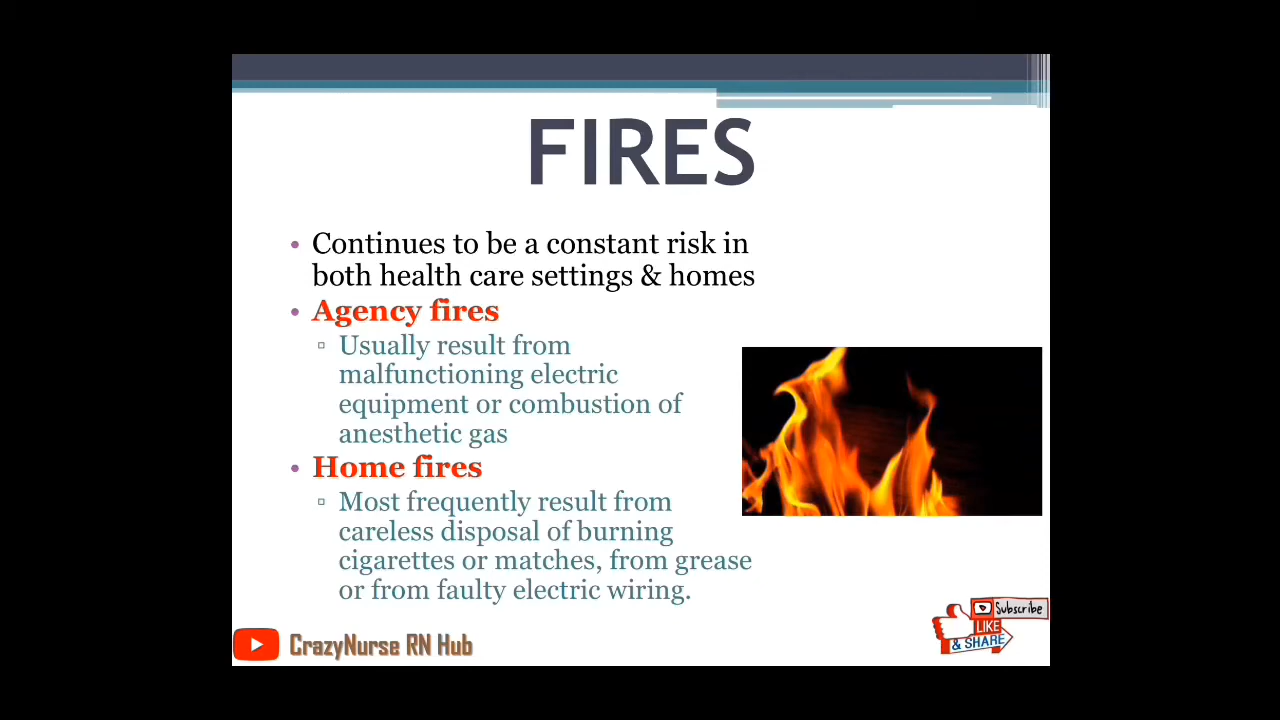 FIRES
• Continues to be a constant risk in
both health care settings & homes
• Agency fires
▫ Usually result from
malfunctioning electric
equipment or combustion of
anesthetic gas
• Home fires
▫ Most frequently result from
careless disposal of burning
cigarettes or matches, from grease
or from faulty electric wiring.
CrazyNurse RN Hub
Subscribe
LIKE
& SHARE